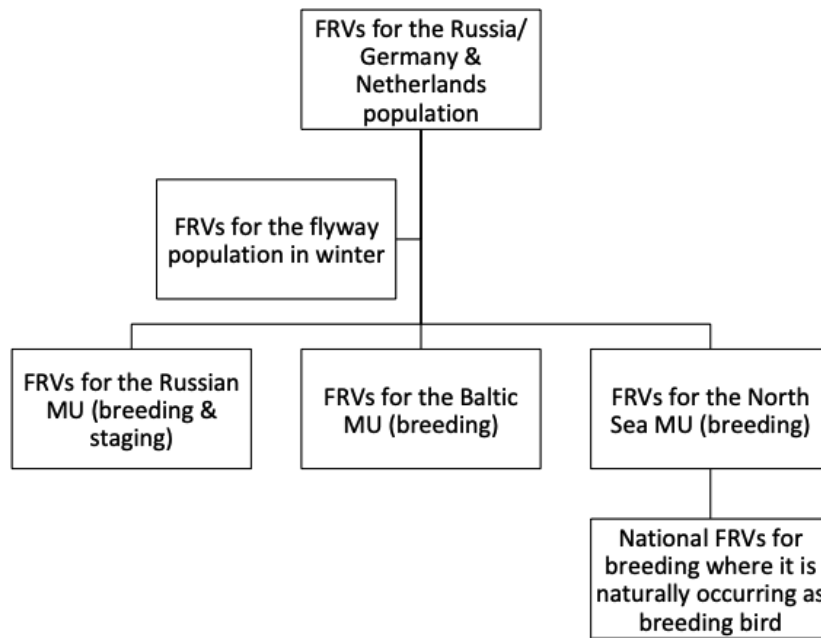 FRVs for the Russia/
Germany &
Netherlands
population
FRVs for the flyway
population in winter
FRVs for the Russian
MU (breeding &
staging)
FRVs for the Baltic
MU (breeding)
FRVs for the North
Sea MU (breeding)
National FRVs for
breeding where it is
naturally occurring as
breeding bird